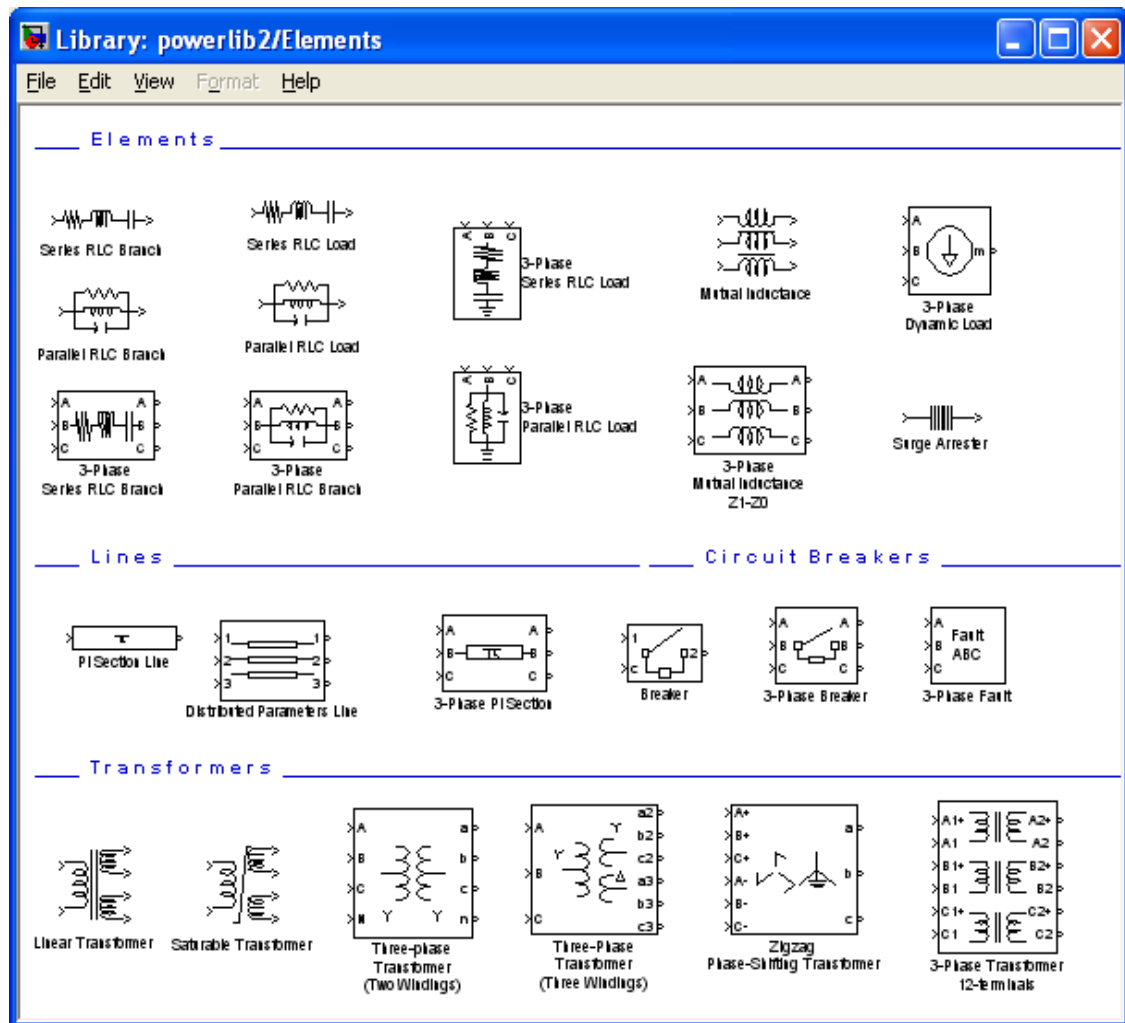 Library: powerlib2/Elements
File Edit View Format Help
Elements
Series RLC Branch
Series RLC Load
A B C
3-Phase
Series RLC Load
Mutual Inductance
A
B m
C
3-Phase
Dynamic Load
Parallel RLC Branch
Parallel RLC Load
A A
B B
C C
3-Phase
Series RLC Branch
A A
B B
C C
3-Phase
Parallel RLC Branch
A B C
3-Phase
Parallel RLC Load
A A
B B
C C
3-Phase
Mutual Inductance
Z1-Z0
Surge Arrester
Lines
Circuit Breakers
PI Section Line
1 1
2 2
3 3
Distributed Parameters Line
A A
B B
C C
3-Phase PI Section
1
2
c
Breaker
A A
B B
C C
3-Phase Breaker
A
B
C
Fault
ABC
3-Phase Fault
Transformers
Linear Transformer
Saturable Transformer
A a
B b
C c
N Y Y n
Three-phase
Transformer
(Two Windings)
A a2
Y b2
B Y c2
Δ a3
b3
C c3
Three-Phase
Transformer
(Three Windings)
A+
B+ a
C+
A- b
B-
C- c
Zigzag
Phase-Shifting Transformer
A1+ A2+
A1 A2
B1+ B2+
B1 B2
C1+ C2+
C1 C2
3-Phase Transformer
12-terminals